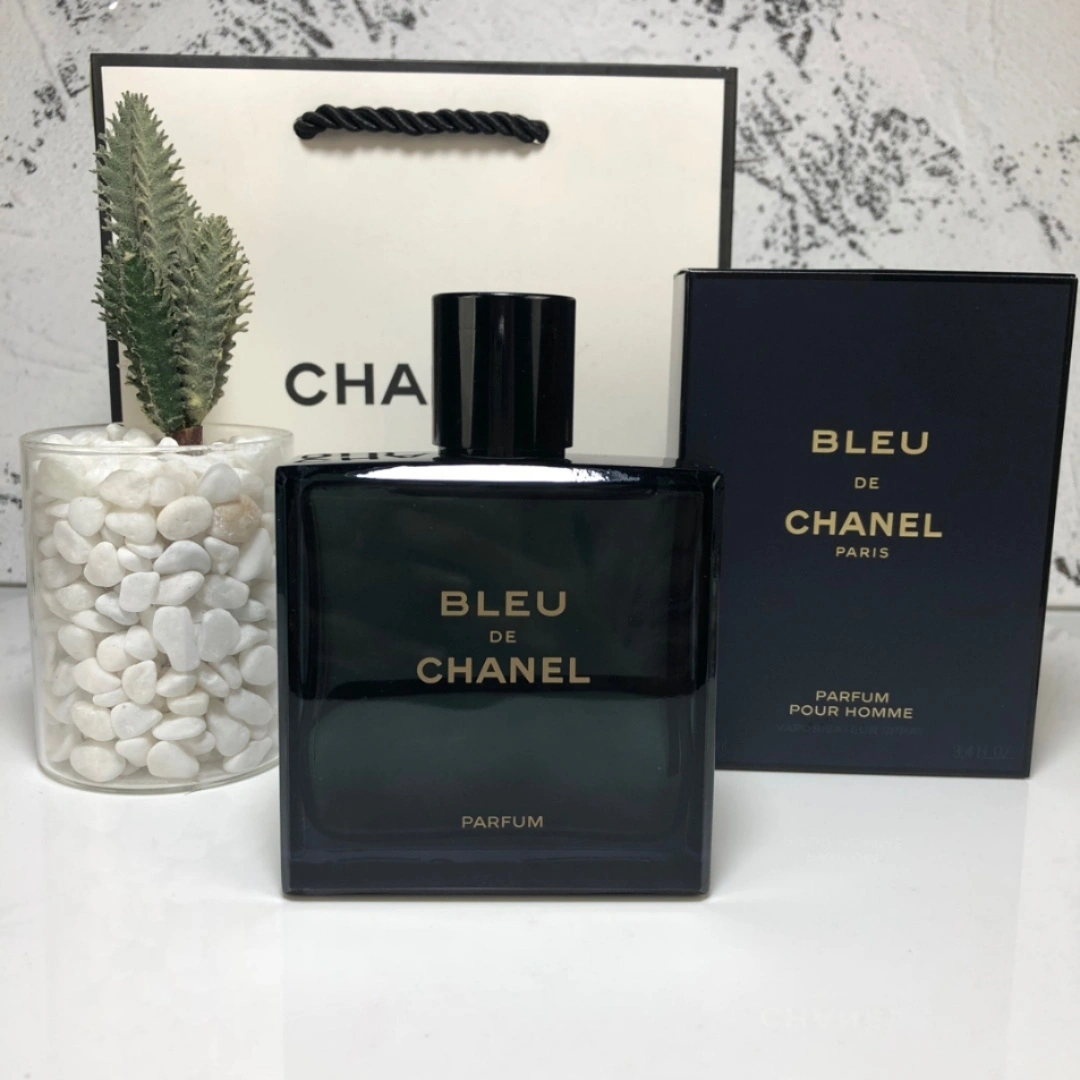 CHA
BLEU
DE
CHANEL
PARFUM
BLEU
DE
CHANEL
PARIS
PARFUM
POUR HOMME